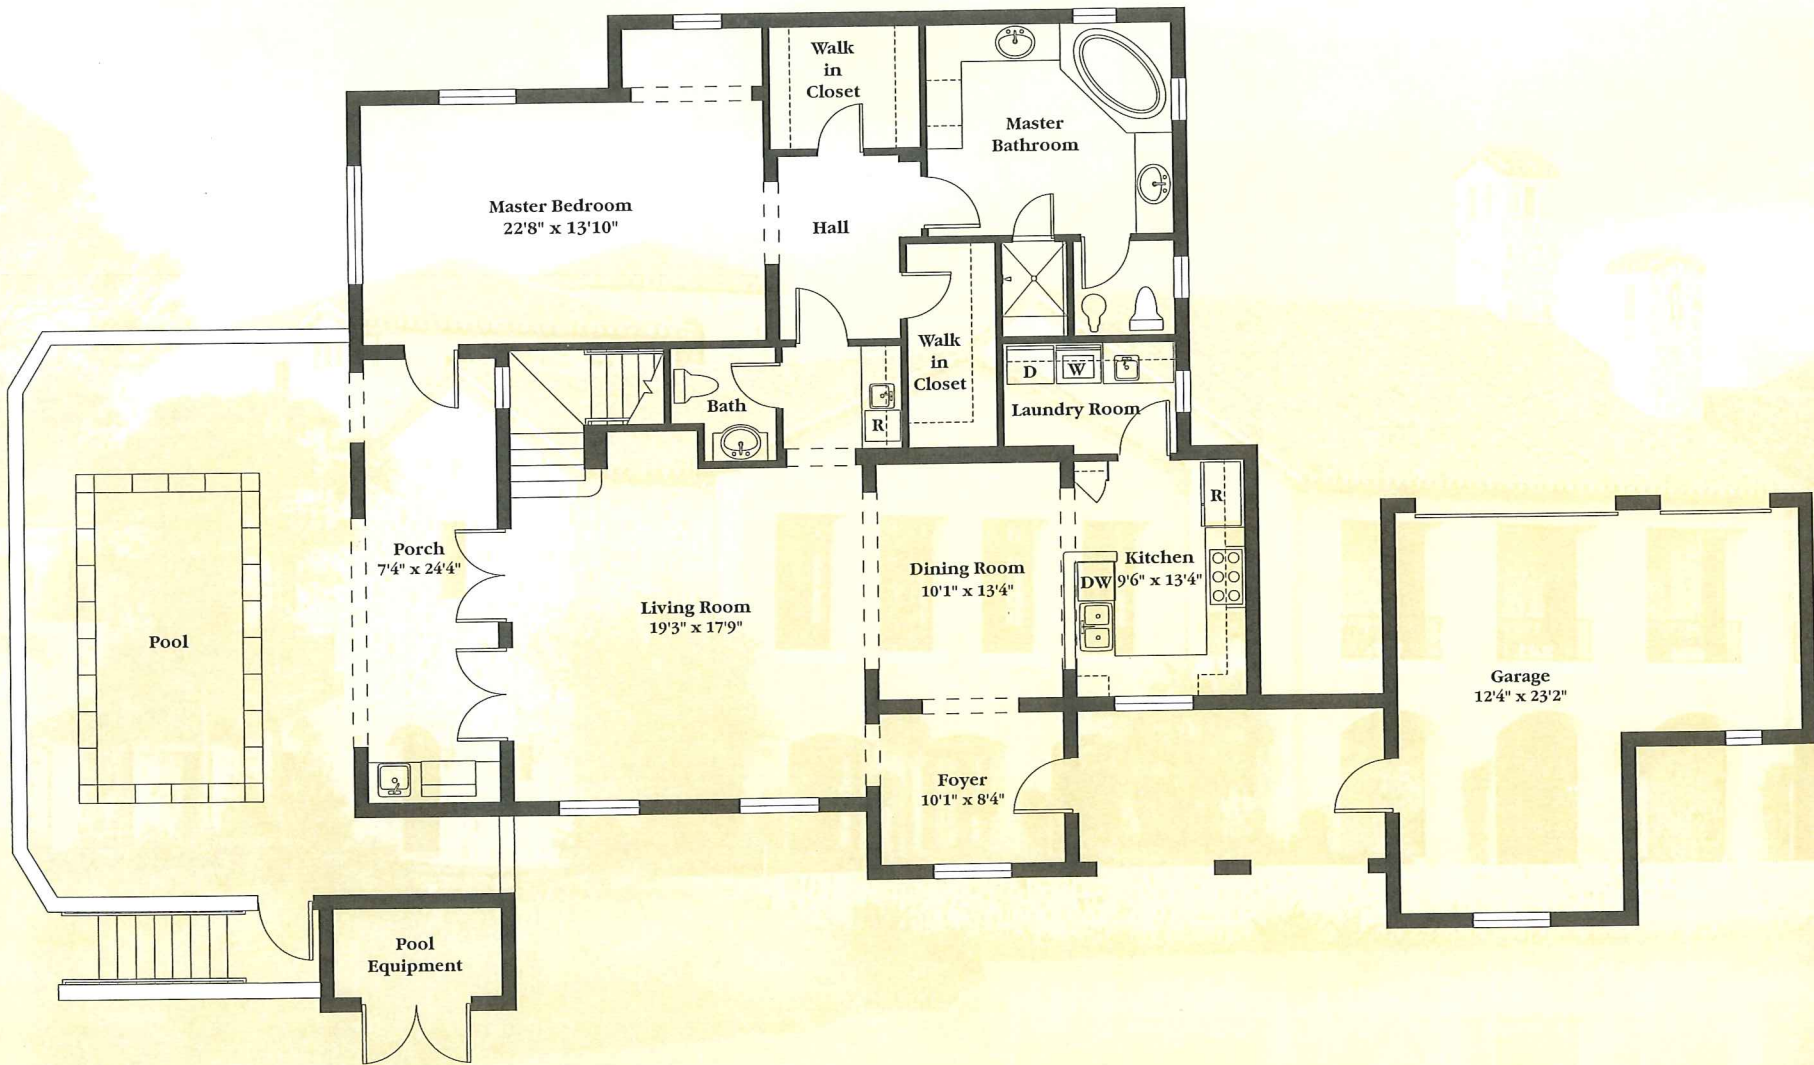 Walk
in
Closet
Master
Bathroom
Master Bedroom
22'8" x 13'10"
Hall
Walk
in
Closet
D
W
Laundry Room
Bath
R
R
Porch
7'4" x 24'4"
Living Room
19'3" x 17'9"
Dining Room
10'1" x 13'4"
Kitchen
9'6" x 13'4"
DW
Pool
Garage
12'4" x 23'2"
Foyer
10'1" x 8'4"
Pool
Equipment